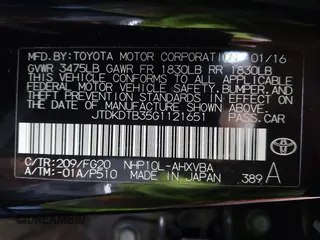 MFD.BY:TOYOTA MOTOR CORPORATION 01/16
GVWR 3475LB GAWR FR 1830LB RR 1830LB
THIS VEHICLE CONFORMS TO ALL APPLICABLE
FEDERAL MOTOR VEHICLE SAFETY, BUMPER, AND
THEFT PREVENTION STANDARDS IN EFFECT ON
THE DATE OF MANUFACTURE SHOWN ABOVE.
JTDKDTB35G1121651 PASS.CAR
C/TR:209/FG20 NHP10L-AHXVBA
A/TM:-01A/P510 MADE IN JAPAN 389 A
TOYOTA